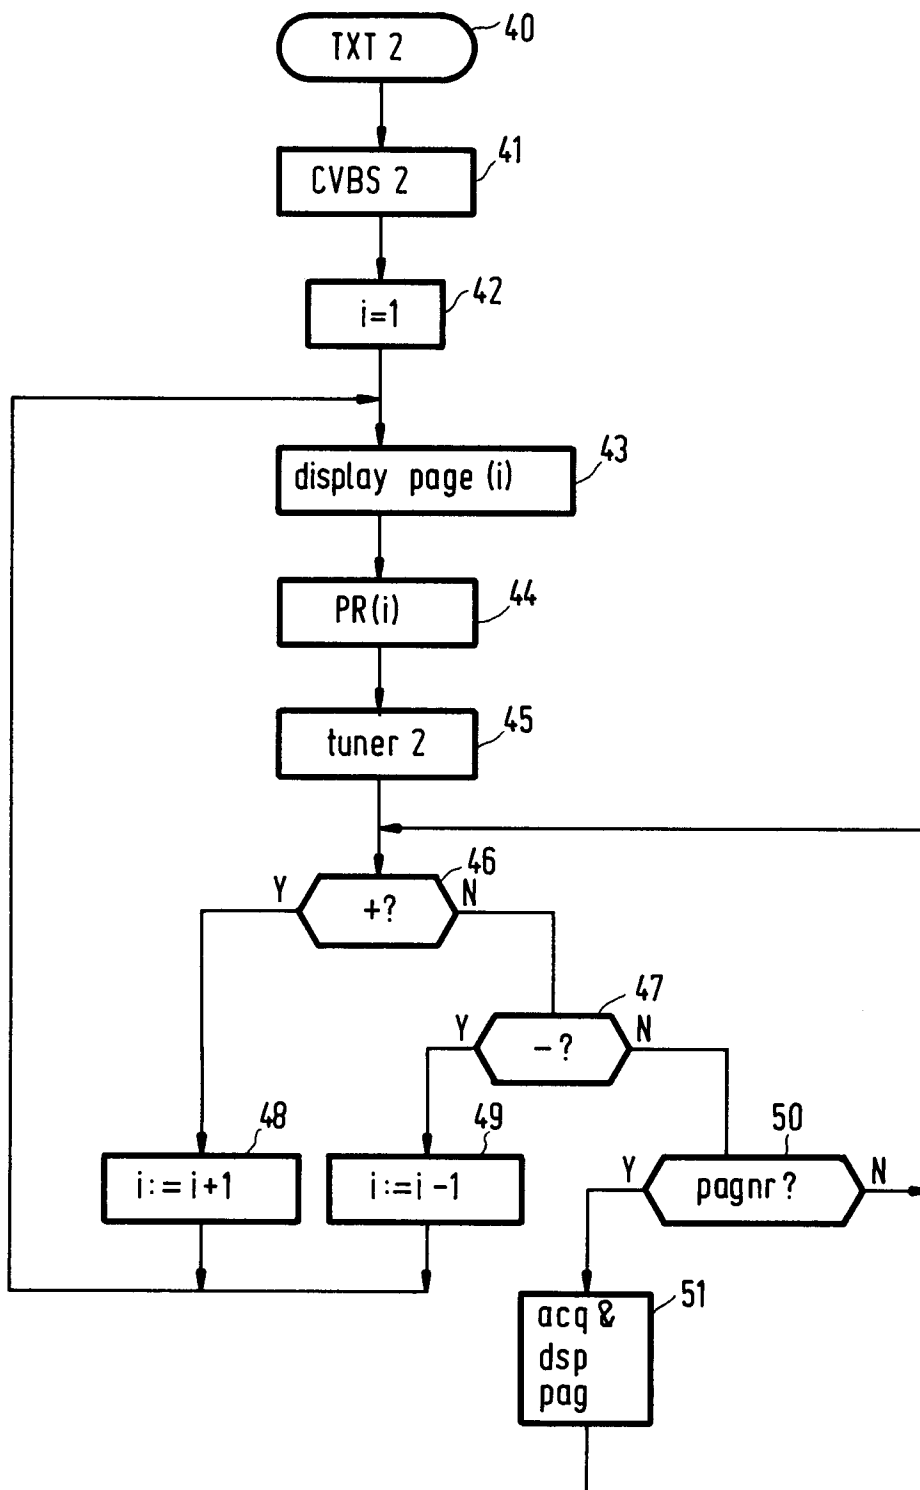 TXT 2
40
CVBS 2
41
i=1
42
display page (i)
43
PR(i)
44
tuner 2
45
46
Y
+?
N
47
Y
-?
N
48
i:=i+1
49
i:=i-1
50
Y
pagnr?
N
51
acq &
dsp
pag